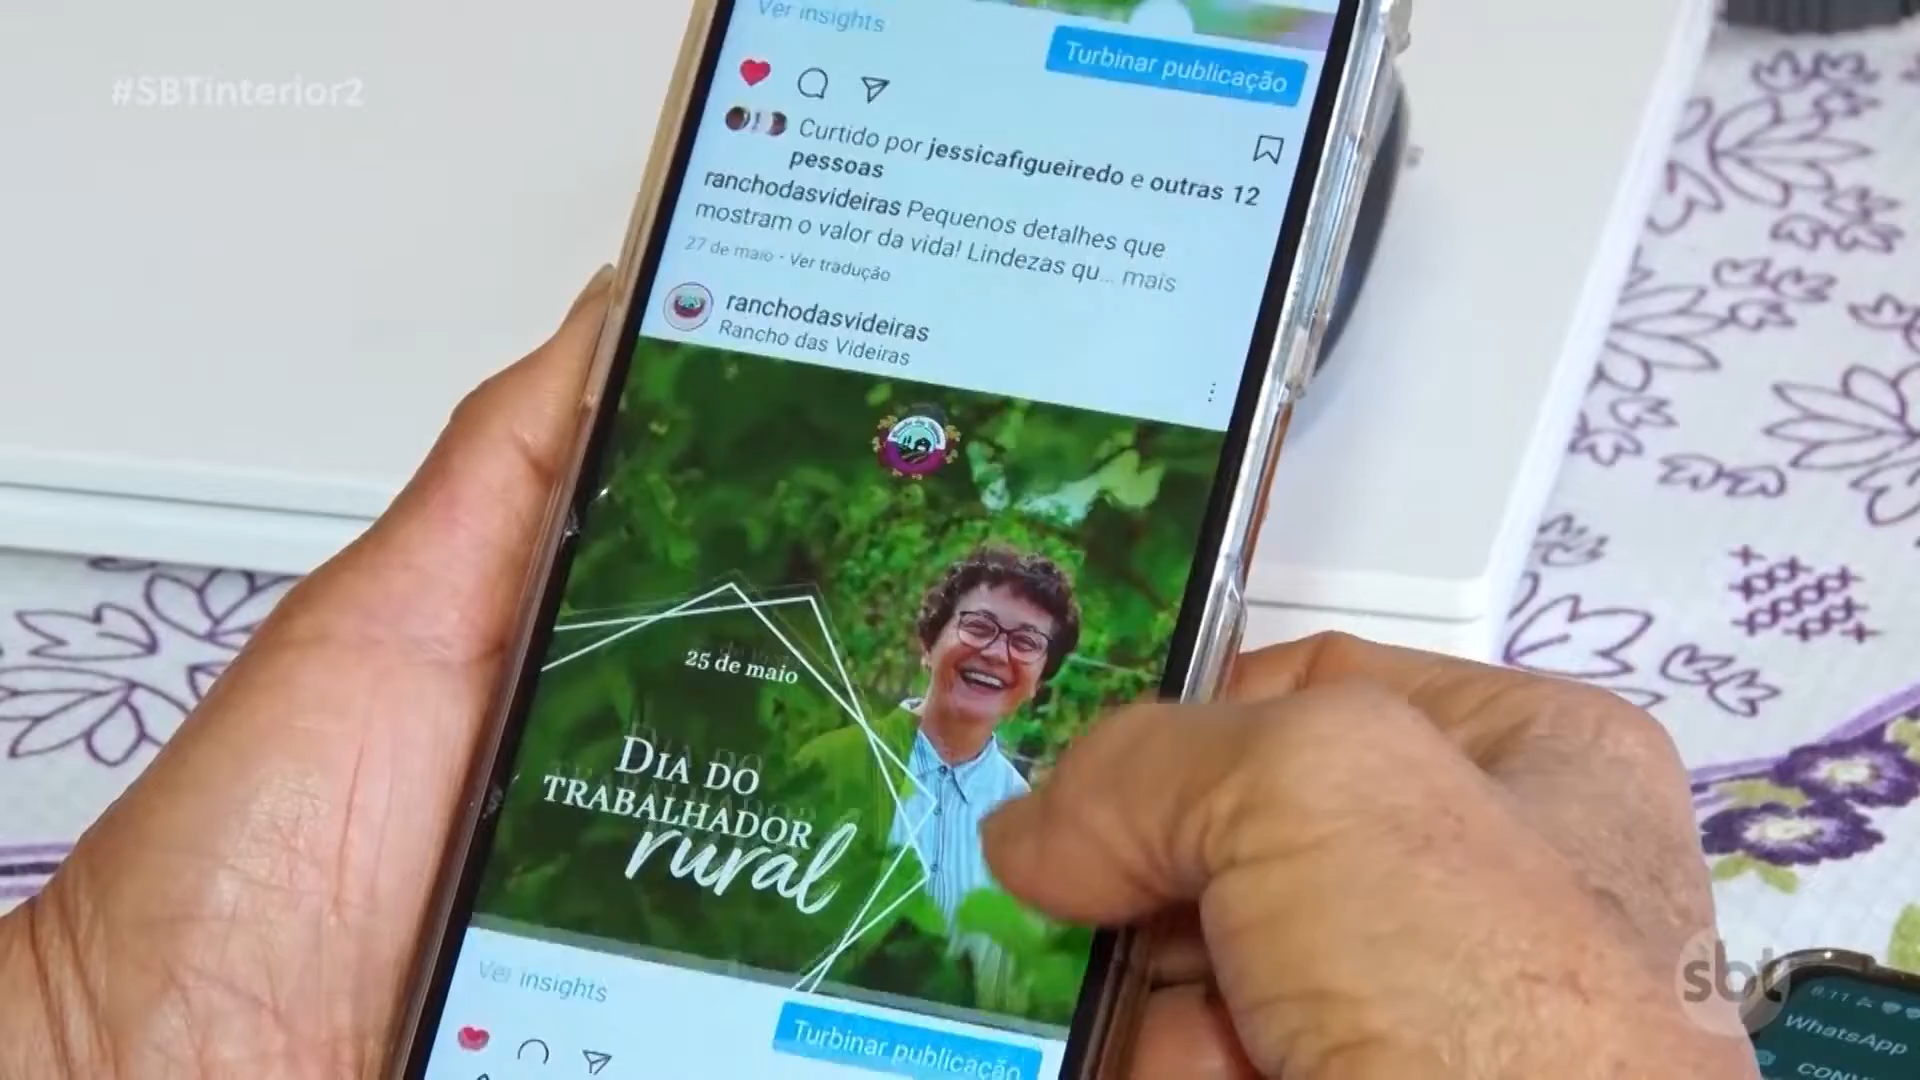 Ver insights
Turbinar publicação
#SBTinterior2
Curtido por jessicafigueiredo e outras 12
pessoas
ranchodasvideiras Pequenos detalhes que
mostram o valor da vida! Lindezas qu... mais
27 de maio · Ver tradução
ranchodasvideiras
Rancho das Videiras
25 de maio
DIA DO
TRABALHADOR
rural
Ver insights
Turbinar publicação
sbt
8:11
WhatsApp